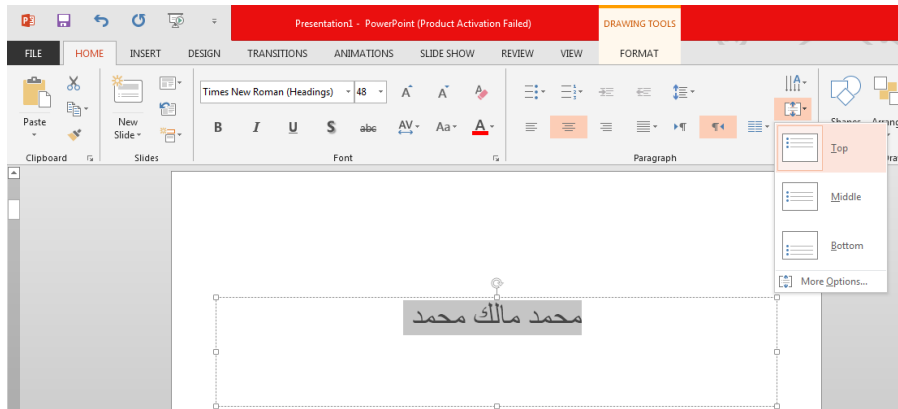 Presentation1 - PowerPoint (Product Activation Failed)
DRAWING TOOLS
FILE HOME INSERT DESIGN TRANSITIONS ANIMATIONS SLIDE SHOW REVIEW VIEW FORMAT
Times New Roman (Headings) 48
Paste
New
Slide
B I U S abc AV Aa A
Shapes
Clipboard Slides Font Paragraph
Top
Middle
Bottom
More Options...
محمد مالك محمد